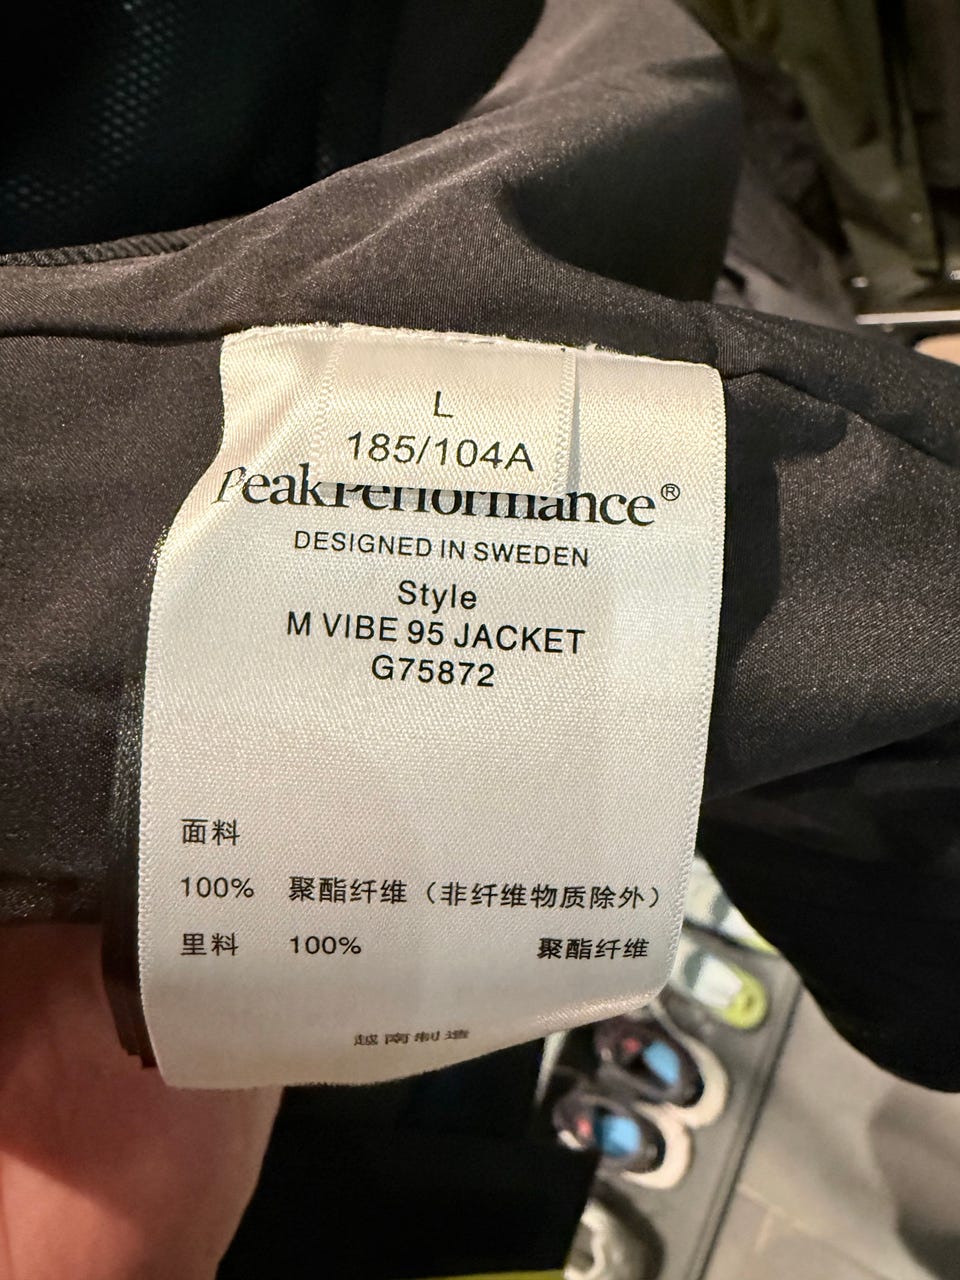 L
185/104A
PeakPerformance®
DESIGNED IN SWEDEN
Style
M VIBE 95 JACKET
G75872
面料
100% 聚酯纤维（非纤维物质除外）
里料 100% 聚酯纤维
越南制造